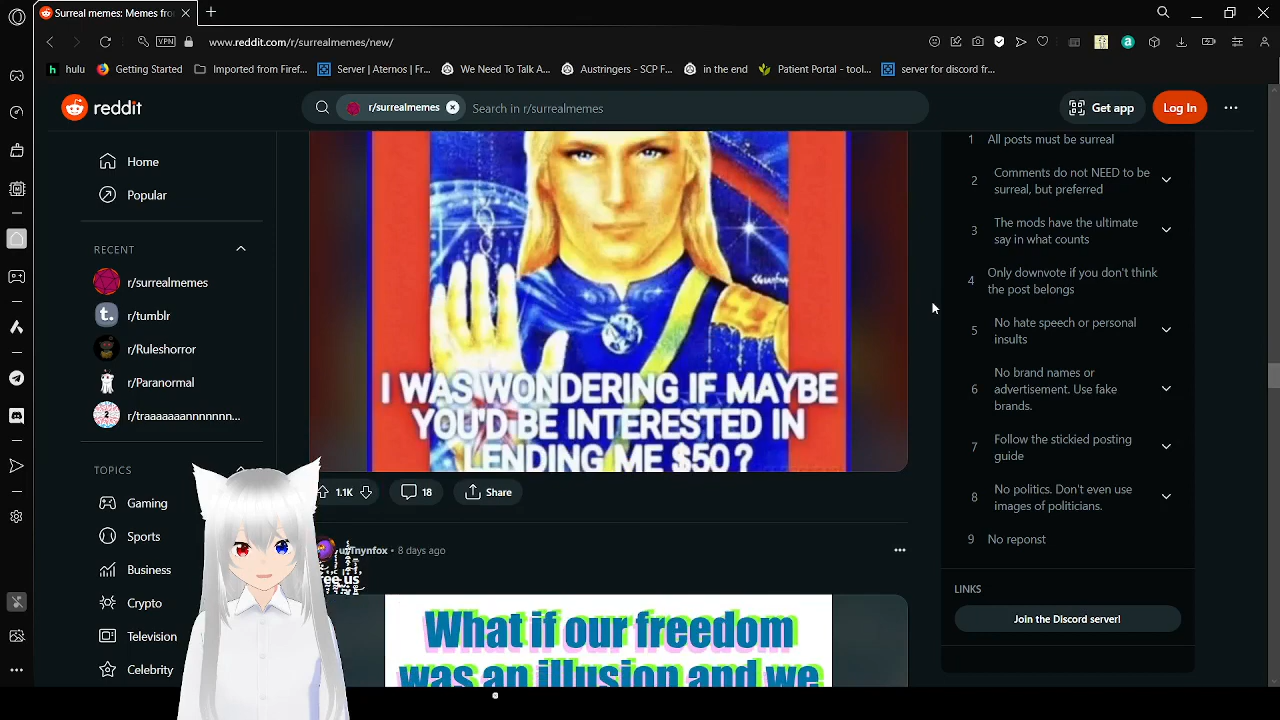 Surreal memes: Memes fro
VPN
www.reddit.com/r/surrealmemes/new/
hulu
Getting Started
Imported from Firef...
Server | Aternos | Fr...
We Need To Talk A...
Austringers - SCP F...
in the end
Patient Portal - tool...
server for discord fr...
reddit
r/surrealmemes
Search in r/surrealmemes
Get app
Log In
Home
Popular
RECENT
r/surrealmemes
r/tumblr
r/Ruleshorror
r/Paranormal
r/traaaaaaannnnnn...
TOPICS
Gaming
Sports
Business
Crypto
Television
Celebrity
I WAS WONDERING IF MAYBE
YOU'D BE INTERESTED IN
LENDING ME $50?
1.1K
18
Share
8 days ago
What if our freedom
was an illusion and we
1 All posts must be surreal
2 Comments do not NEED to be
surreal, but preferred
3 The mods have the ultimate
say in what counts
4 Only downvote if you don't think
the post belongs
5 No hate speech or personal
insults
6 No brand names or
advertisement. Use fake
brands.
7 Follow the stickied posting
guide
8 No politics. Don't even use
images of politicians.
9 No reponst
LINKS
Join the Discord server!